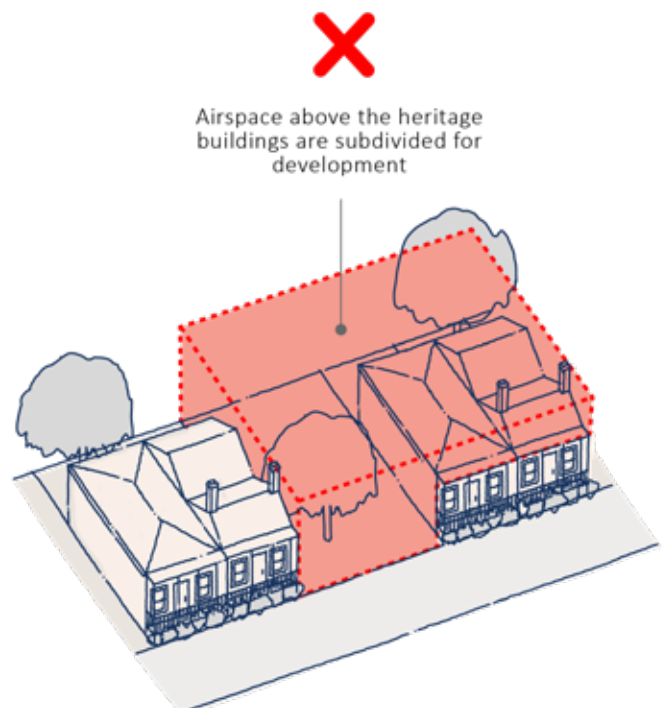 Airspace above the heritage
buildings are subdivided for
development